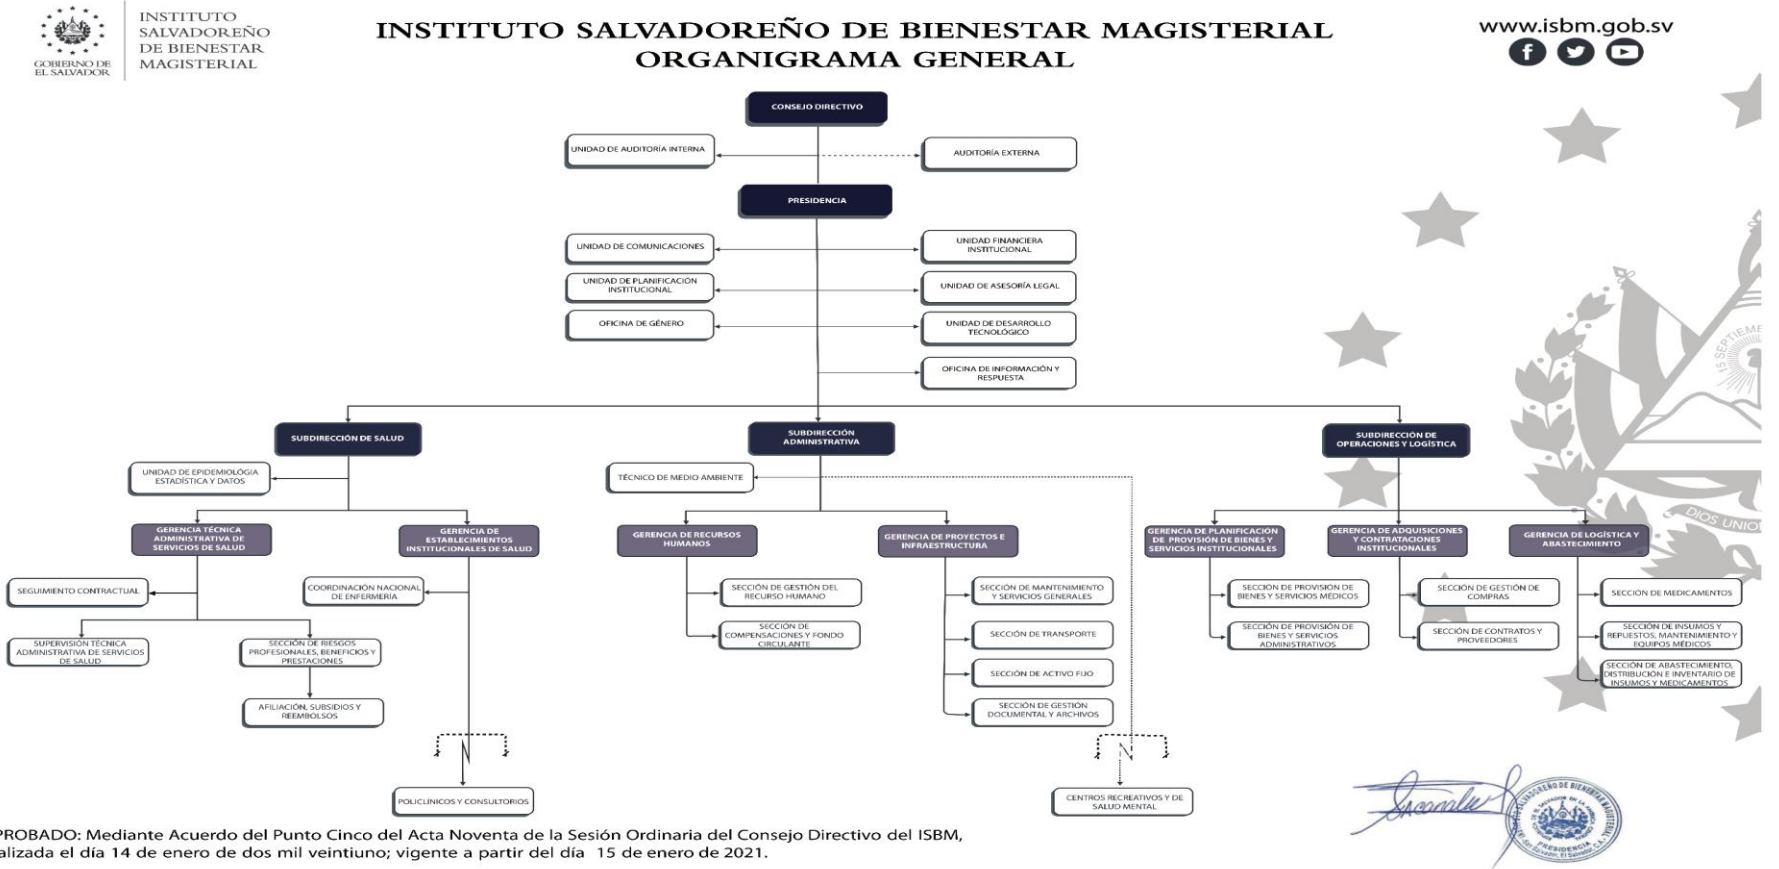 GOBIERNO DE
EL SALVADOR
INSTITUTO
SALVADOREÑO
DE BIENESTAR
MAGISTERIAL
INSTITUTO SALVADOREÑO DE BIENESTAR MAGISTERIAL
ORGANIGRAMA GENERAL
www.isbm.gob.sv
CONSEJO DIRECTIVO
UNIDAD DE AUDITORÍA INTERNA
AUDITORÍA EXTERNA
PRESIDENCIA
UNIDAD DE COMUNICACIONES
UNIDAD FINANCIERA
INSTITUCIONAL
UNIDAD DE PLANIFICACIÓN
INSTITUCIONAL
UNIDAD DE ASESORÍA LEGAL
OFICINA DE GÉNERO
UNIDAD DE DESARROLLO
TECNOLÓGICO
OFICINA DE INFORMACIÓN Y
RESPUESTA
15 SEPTIEMB
DIOS UNIO
SUBDIRECCIÓN DE SALUD
SUBDIRECCIÓN
ADMINISTRATIVA
SUBDIRECCIÓN DE
OPERACIONES Y LOGÍSTICA
UNIDAD DE EPIDEMIOLÓGIA
ESTADÍSTICA Y DATOS
TÉCNICO DE MEDIO AMBIENTE
GERENCIA TÉCNICA
ADMINISTRATIVA DE
SERVICIOS DE SALUD
GERENCIA DE
ESTABLECIMIENTOS
INSTITUCIONALES DE SALUD
GERENCIA DE RECURSOS
HUMANOS
GERENCIA DE PROYECTOS E
INFRAESTRUCTURA
GERENCIA DE PLANIFICACIÓN
DE PROVISIÓN DE BIENES Y
SERVICIOS INSTITUCIONALES
GERENCIA DE ADQUISICIONES
Y CONTRATACIONES
INSTITUCIONALES
GERENCIA DE LOGÍSTICA Y
ABASTECIMIENTO
SEGUIMIENTO CONTRACTUAL
COORDINACIÓN NACIONAL
DE ENFERMERÍA
SECCIÓN DE GESTIÓN DEL
RECURSO HUMANO
SECCIÓN DE MANTENIMIENTO
Y SERVICIOS GENERALES
SECCIÓN DE PROVISIÓN DE
BIENES Y SERVICIOS MÉDICOS
SECCIÓN DE GESTIÓN DE
COMPRAS
SECCIÓN DE MEDICAMENTOS
SUPERVISIÓN TÉCNICA
ADMINISTRATIVA DE SERVICIOS
DE SALUD
SECCIÓN DE RIESGOS
PROFESIONALES, BENEFICIOS Y
PRESTACIONES
SECCIÓN DE
COMPENSACIONES Y FONDO
CIRCULANTE
SECCIÓN DE TRANSPORTE
SECCIÓN DE PROVISIÓN DE
BIENES Y SERVICIOS
ADMINISTRATIVOS
SECCIÓN DE CONTRATOS Y
PROVEEDORES
SECCIÓN DE INSUMOS Y
REPUESTOS, MANTENIMIENTO Y
EQUIPOS MÉDICOS
SECCIÓN DE ACTIVO FIJO
SECCIÓN DE ABASTECIMIENTO,
DISTRIBUCIÓN E INVENTARIO DE
INSUMOS Y MEDICAMENTOS
AFILIACIÓN, SUBSIDIOS Y
REEMBOLSOS
SECCIÓN DE GESTIÓN
DOCUMENTAL Y ARCHIVOS
POLICLÍNICOS Y CONSULTORIOS
CENTROS RECREATIVOS Y DE
SALUD MENTAL
PROBADO: Mediante Acuerdo del Punto Cinco del Acta Noventa de la Sesión Ordinaria del Consejo Directivo del ISBM,
alizada el día 14 de enero de dos mil veintiuno; vigente a partir del día 15 de enero de 2021.
PRESIDENCIA